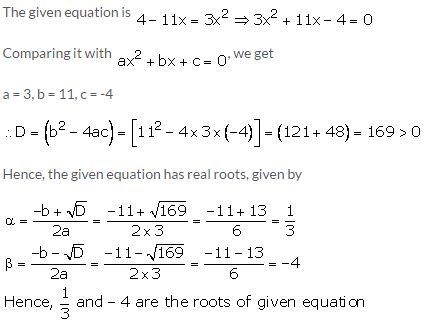 The given equation is 4 – 11x = 3x² ⇒ 3x² + 11x – 4 = 0
Comparing it with ax² + bx + c = 0, we get
a = 3, b = 11, c = -4
∴D = (b² – 4ac) = [11² – 4 × 3 × (–4)] = (121 + 48) = 169 > 0
Hence, the given equation has real roots, given by
α = (–b + √D)/2a = (–11 + √169)/(2 × 3) = (–11 + 13)/6 = 1/3
β = (–b – √D)/2a = (–11 – √169)/(2 × 3) = (–11 – 13)/6 = –4
Hence, 1/3 and – 4 are the roots of given equation